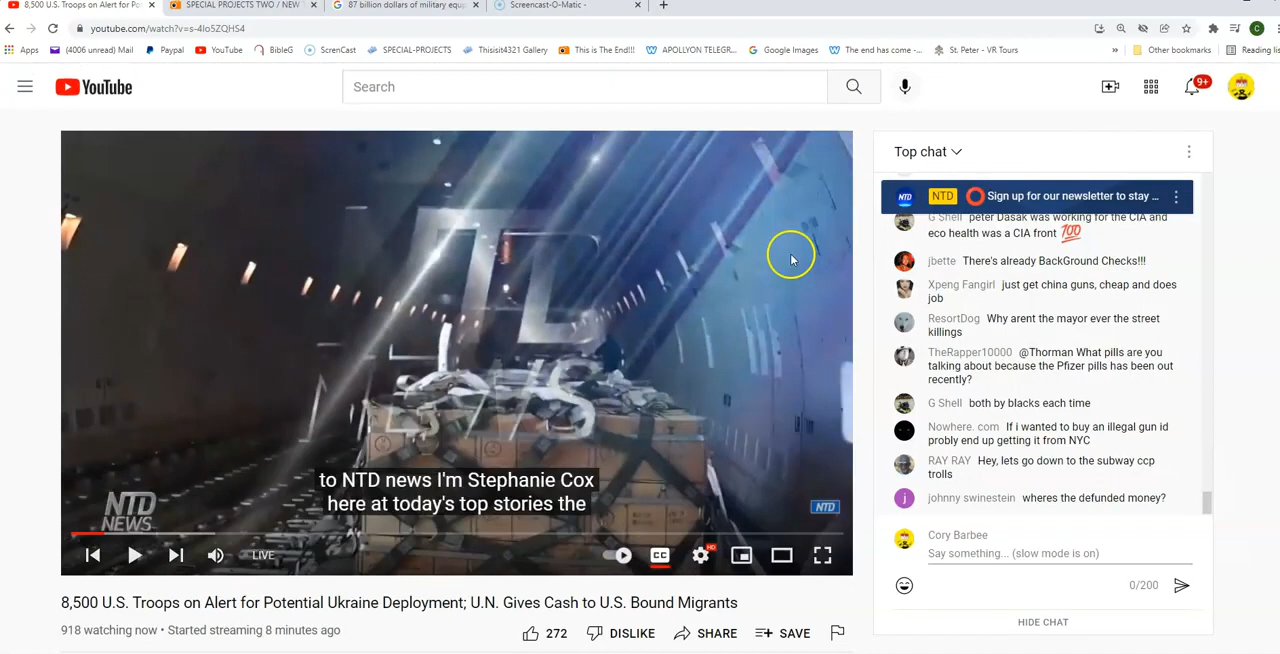 8,500 U.S. Troops on Alert for Po
SPECIAL PROJECTS TWO / NEW
87 billion dollars of military equ
Screencast-O-Matic -
youtube.com/watch?v=s-4Io5ZQHS4
Apps
(4006 unread) Mail
Paypal
YouTube
BibleG
ScrenCast
SPECIAL-PROJECTS
Thisisit4321 Gallery
This is The End!!!
APOLLYON TELEGR...
Google Images
The end has come -...
St. Peter - VR Tours
»
Other bookmarks
Reading lis
YouTube
Search
9+
NTD NEWS
to NTD news I'm Stephanie Cox
here at today's top stories the
NTD
NEWS
NTD
LIVE
CC
HD
8,500 U.S. Troops on Alert for Potential Ukraine Deployment; U.N. Gives Cash to U.S. Bound Migrants
918 watching now • Started streaming 8 minutes ago
272
DISLIKE
SHARE
SAVE
Top chat
NTD NTD Sign up for our newsletter to stay ...
G Shell peter Dasak was working for the CIA and
eco health was a CIA front 100
jbette There's already BackGround Checks!!!
Xpeng Fangirl just get china guns, cheap and does
job
ResortDog Why arent the mayor ever the street
killings
TheRapper10000 @Thorman What pills are you
talking about because the Pfizer pills has been out
recently?
G Shell both by blacks each time
Nowhere. com If i wanted to buy an illegal gun id
probly end up getting it from NYC
RAY RAY Hey, lets go down to the subway ccp
trolls
j johnny swinestein wheres the defunded money?
Cory Barbee
Say something... (slow mode is on)
0/200
HIDE CHAT